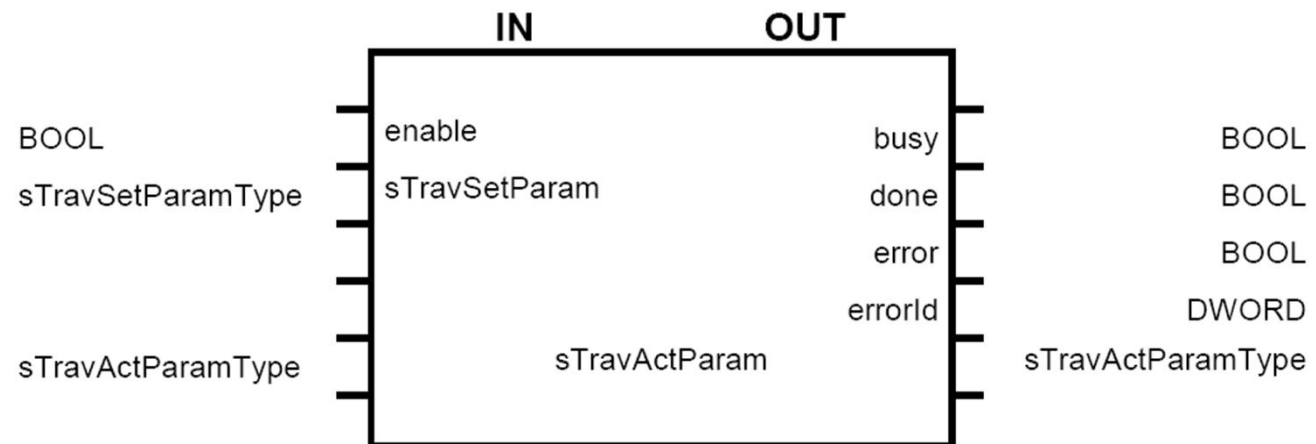 IN OUT
BOOL enable busy BOOL
sTravSetParamType sTravSetParam done BOOL
error BOOL
errorId DWORD
sTravActParamType sTravActParam sTravActParamType